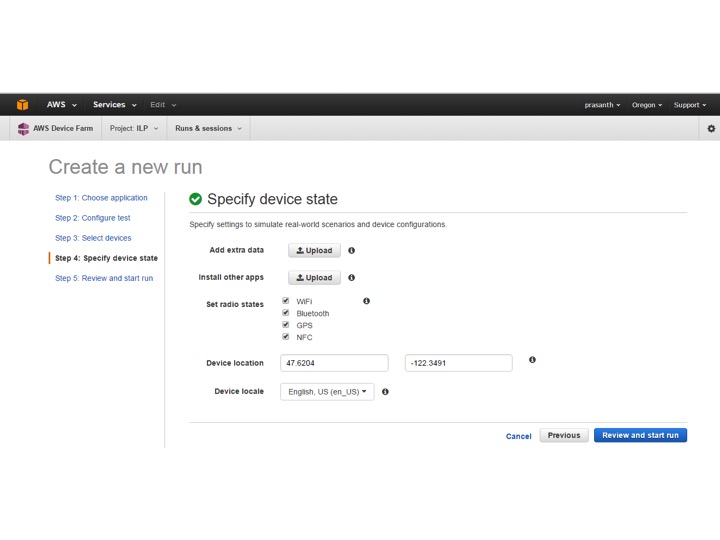 AWS Services Edit prasanth Oregon Support
AWS Device Farm Project: ILP Runs & sessions
Create a new run
Step 1: Choose application
Step 2: Configure test
Step 3: Select devices
Step 4: Specify device state
Step 5: Review and start run
Specify device state
Specify settings to simulate real-world scenarios and device configurations.
Add extra data Upload
Install other apps Upload
Set radio states WiFi
Bluetooth
GPS
NFC
Device location 47.6204 -122.3491
Device locale English, US (en_US)
Cancel Previous Review and start run